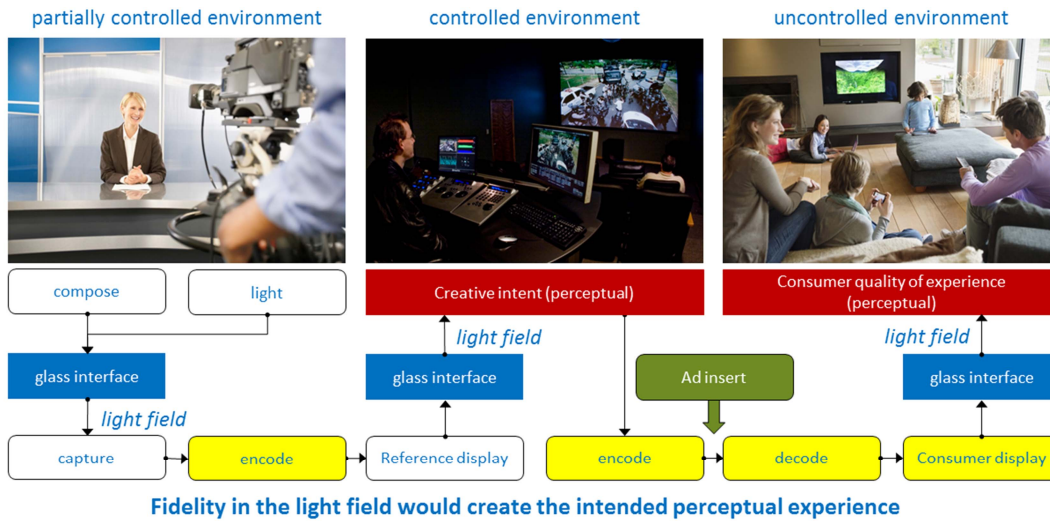 partially controlled environment
controlled environment
uncontrolled environment
compose
light
Creative intent (perceptual)
Consumer quality of experience
(perceptual)
light field
light field
glass interface
glass interface
Ad insert
glass interface
light field
capture
encode
Reference display
encode
decode
Consumer display
Fidelity in the light field would create the intended perceptual experience